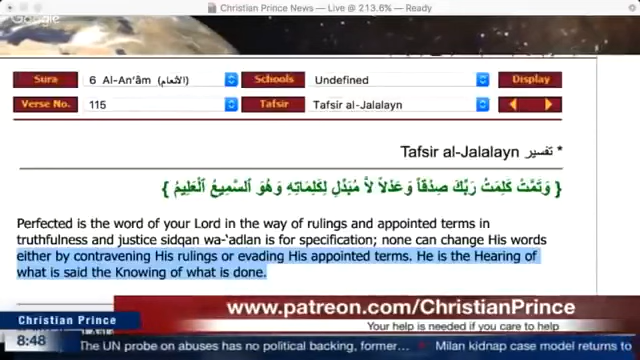 Christian Prince News — Live @ 213.6% — Ready
Google
Sura 6 Al-An'âm (الأنعام) Schools Undefined Display
Verse No. 115 Tafsir Tafsir al-Jalalayn
* تفسير Tafsir al-Jalalayn
{ وَتَمَّتْ كَلِمَتُ رَبِّكَ صِدْقاً وَعَدْلاً لاَّ مُبَدِّلِ لِكَلِمَاتِهِ وَهُوَ ٱلسَّمِيعُ ٱلْعَلِيمُ }
Perfected is the word of your Lord in the way of rulings and appointed terms in
truthfulness and justice sidqan wa-'adlan is for specification; none can change His words
either by contravening His rulings or evading His appointed terms. He is the Hearing of
what is said the Knowing of what is done.
www.patreon.com/ChristianPrince
Christian Prince
Your help is needed if you care to help
8:48 The UN probe on abuses has no political backing, former… Milan kidnap case model returns to